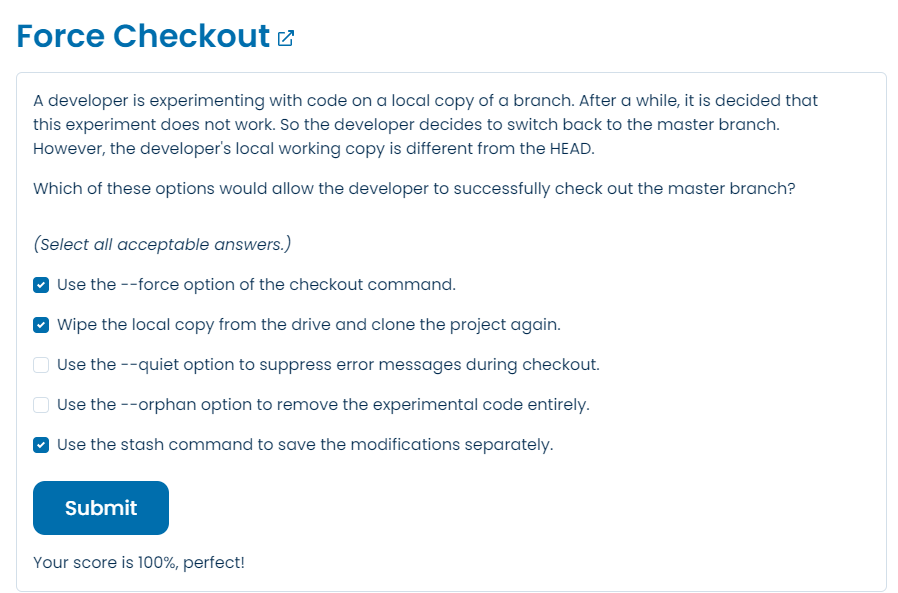 Force Checkout
A developer is experimenting with code on a local copy of a branch. After a while, it is decided that
this experiment does not work. So the developer decides to switch back to the master branch.
However, the developer's local working copy is different from the HEAD.
Which of these options would allow the developer to successfully check out the master branch?
(Select all acceptable answers.)
Use the --force option of the checkout command.
Wipe the local copy from the drive and clone the project again.
Use the --quiet option to suppress error messages during checkout.
Use the --orphan option to remove the experimental code entirely.
Use the stash command to save the modifications separately.
Submit
Your score is 100%, perfect!